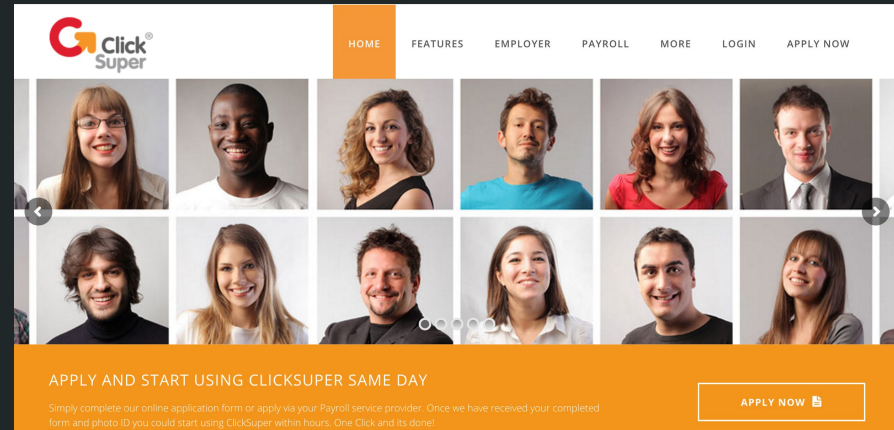 Click®
Super
HOME FEATURES EMPLOYER PAYROLL MORE LOGIN APPLY NOW
APPLY AND START USING CLICKSUPER SAME DAY
Simply complete our online application form or apply via your Payroll service provider. Once we have received your completed
form and photo ID you could start using ClickSuper within hours. One Click and its done!
APPLY NOW